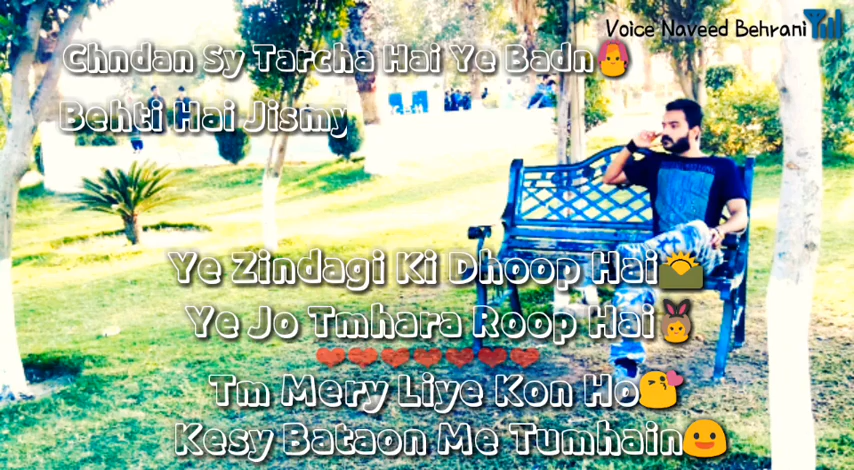 Voice Naveed Behrani
Chndan Sy Tarcha Hai Ye Badn
Behti Hai Jismy
Ye Zindagi Ki Dhoop Hai
Ye Jo Tmhara Roop Hai
Tm Mery Liye Kon Ho
Kesy Bataon Me Tumhain